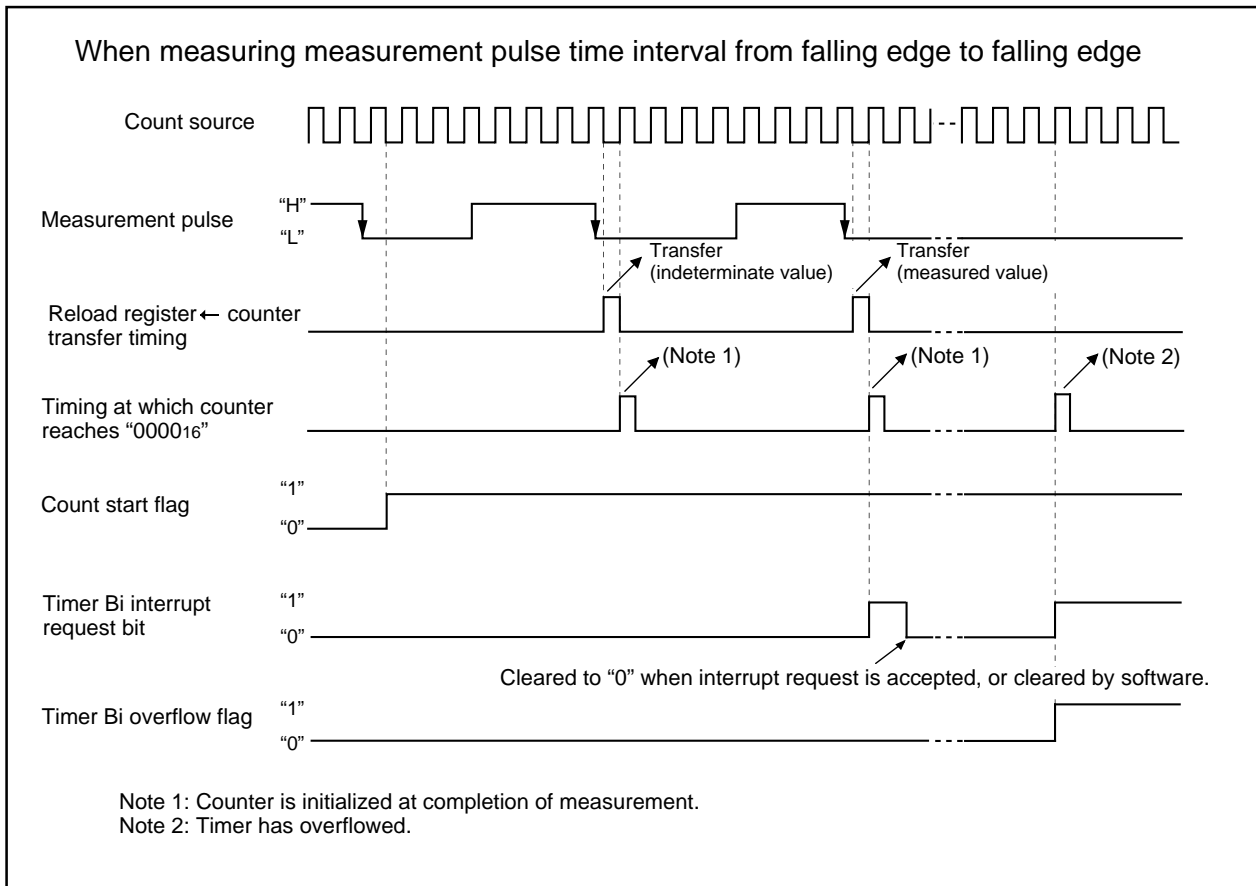 When measuring measurement pulse time interval from falling edge to falling edge
Count source
Measurement pulse
“H”
“L”
Transfer
(indeterminate value)
Transfer
(measured value)
Reload register ← counter
transfer timing
(Note 1)
(Note 1)
(Note 2)
Timing at which counter
reaches “000016”
Count start flag
“1”
“0”
Timer Bi interrupt
request bit
“1”
“0”
Cleared to “0” when interrupt request is accepted, or cleared by software.
Timer Bi overflow flag
“1”
“0”
Note 1: Counter is initialized at completion of measurement.
Note 2: Timer has overflowed.